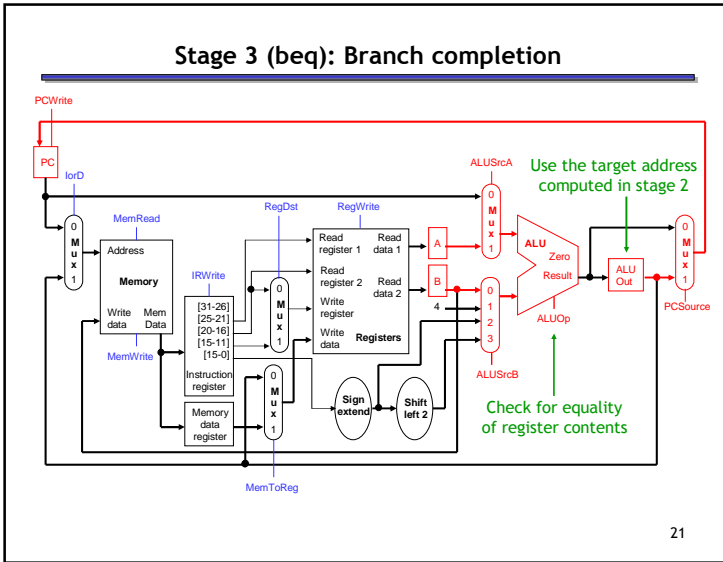 Stage 3 (beq): Branch completion
PCWrite
PC
IorD
0
M
u
x
1
MemRead
Address
Memory
Write
data
Mem
Data
MemWrite
IRWrite
[31-26]
[25-21]
[20-16]
[15-11]
[15-0]
Instruction
register
Memory
data
register
RegDst
0
M
u
x
1
0
M
u
x
1
MemToReg
RegWrite
Read
register 1
Read
register 2
Write
register
Write
data
Read
data 1
Read
data 2
Registers
Sign
extend
Shift
left 2
A
B
4
ALUSrcA
0
M
u
x
1
0
1
2
3
ALUSrcB
ALU
Zero
Result
ALUOp
Use the target address
computed in stage 2
ALU
Out
0
M
u
x
1
PCSource
Check for equality
of register contents
21